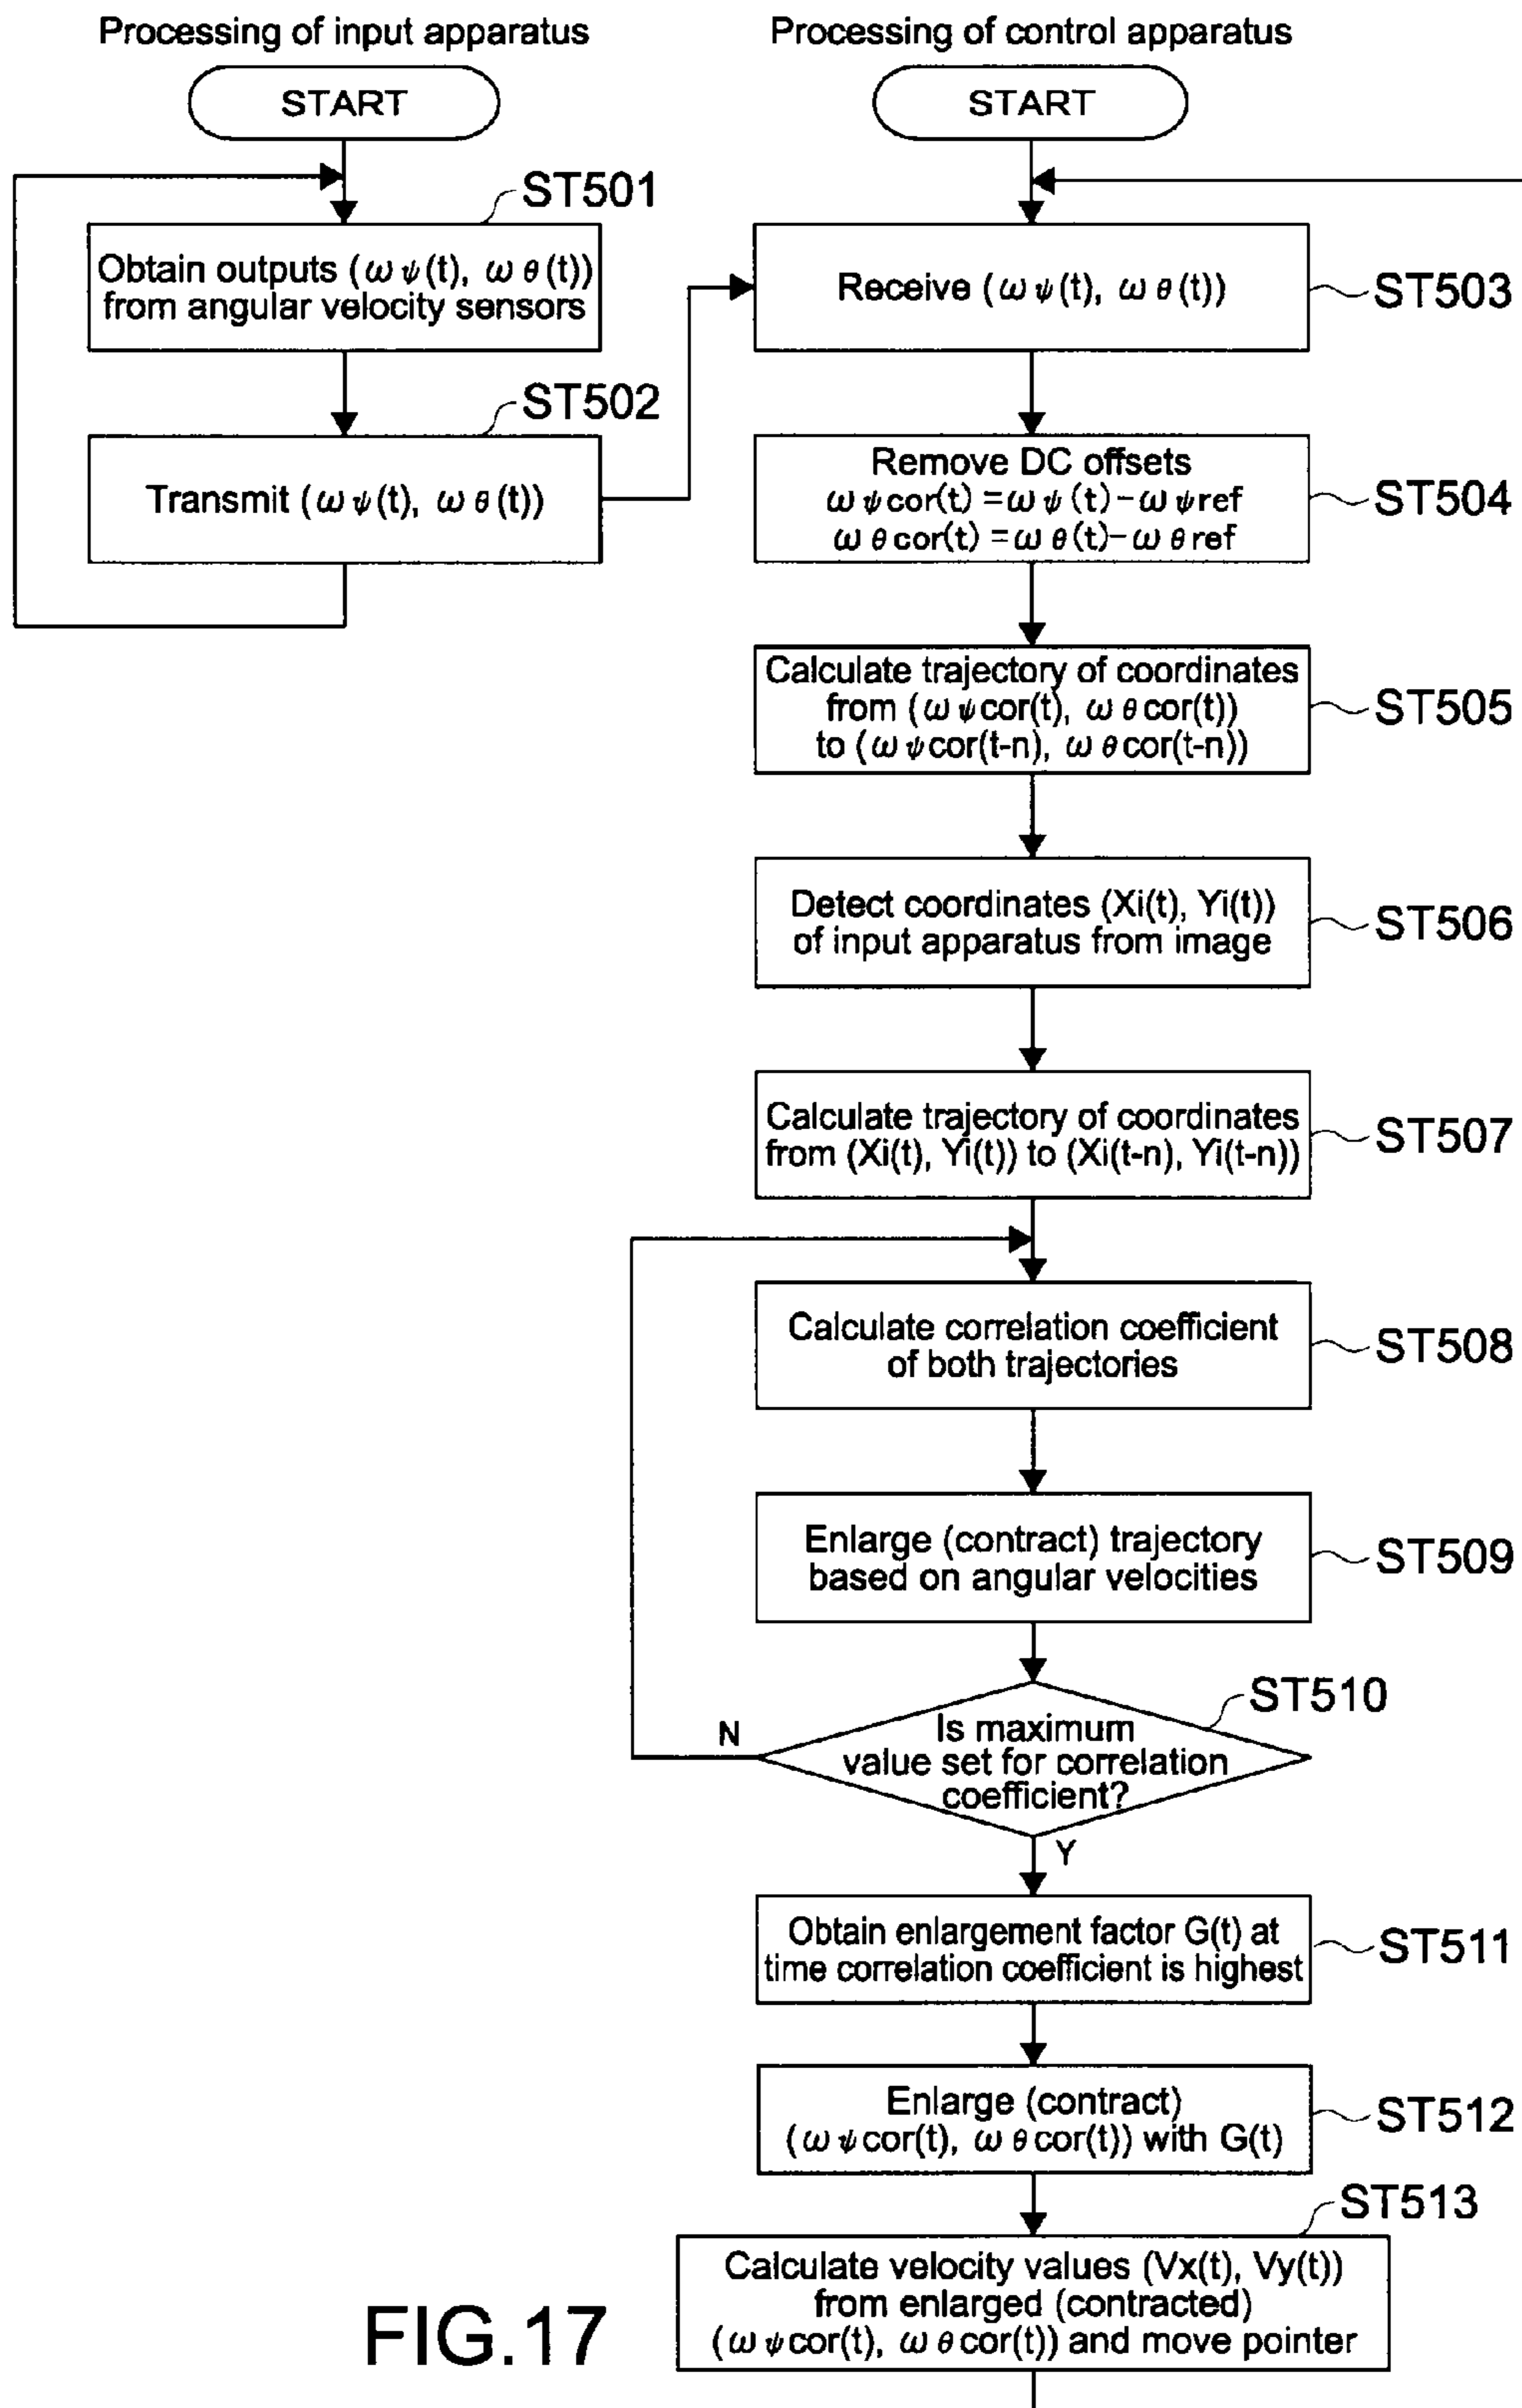 Processing of input apparatus
START
ST501
Obtain outputs (ωψ(t), ωθ(t))
from angular velocity sensors
ST502
Transmit (ωψ(t), ωθ(t))
Processing of control apparatus
START
Receive (ωψ(t), ωθ(t))
ST503
Remove DC offsets
ωψcor(t) =ωψ(t)-ωψref
ωθcor(t) =ωθ(t)-ωθref
ST504
Calculate trajectory of coordinates
from (ωψcor(t), ωθcor(t))
to (ωψcor(t-n), ωθcor(t-n))
ST505
Detect coordinates (Xi(t), Yi(t))
of input apparatus from image
ST506
Calculate trajectory of coordinates
from (Xi(t), Yi(t)) to (Xi(t-n), Yi(t-n))
ST507
Calculate correlation coefficient
of both trajectories
ST508
Enlarge (contract) trajectory
based on angular velocities
ST509
ST510
Is maximum
value set for correlation
coefficient?
N
Y
Obtain enlargement factor G(t) at
time correlation coefficient is highest
ST511
Enlarge (contract)
(ωψcor(t), ωθcor(t)) with G(t)
ST512
ST513
Calculate velocity values (Vx(t), Vy(t))
from enlarged (contracted)
(ωψcor(t), ωθcor(t)) and move pointer
FIG.17